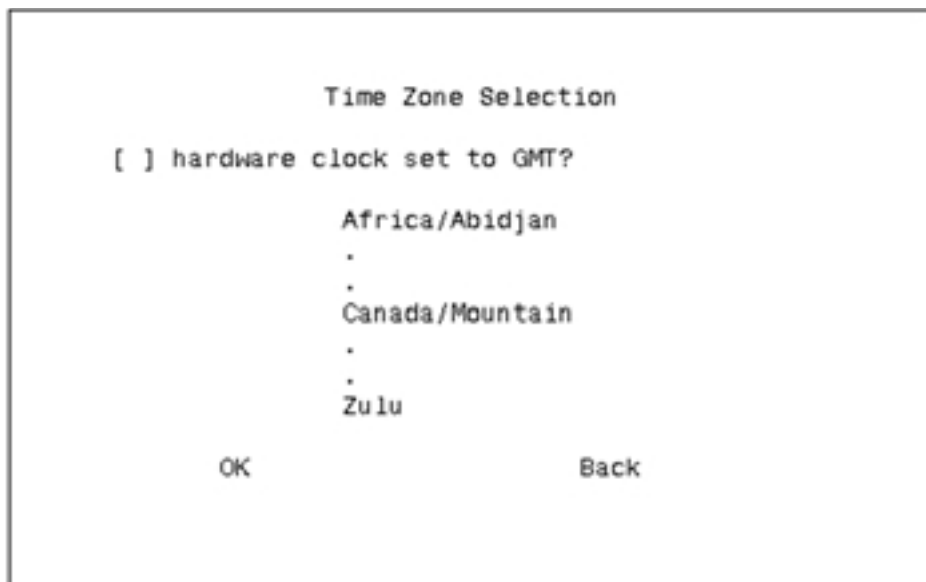 Time Zone Selection
[ ] hardware clock set to GMT?
Africa/Abidjan
.
.
Canada/Mountain
.
.
Zulu
OK Back